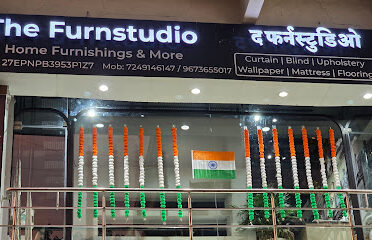 The Furnstudio
Home Furnishings & More
27EPNPB3953P1Z7 Mob: 7249146147 / 9673655017
द फर्नस्टुडिओ
Curtain | Blind | Upholstery
Wallpaper | Mattress | Flooring